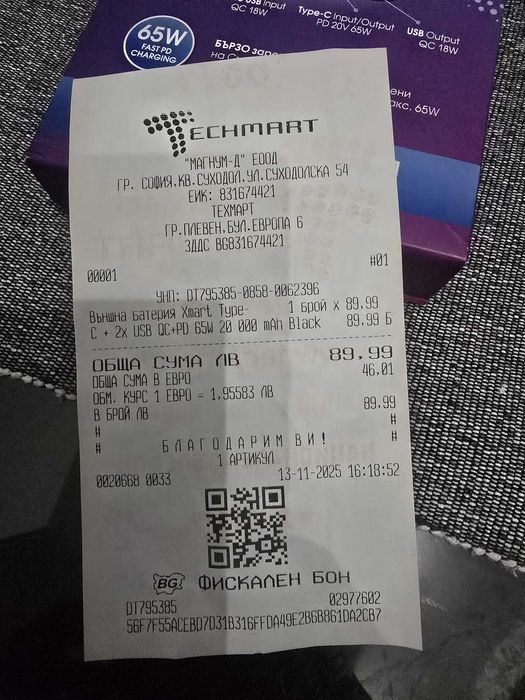 USB Input
QC 18W
Type-C Input/Output
PD 20V 65W
USB Output
QC 18W
65W
FAST PD
CHARGING
БЪРЗО
на
65W
TECHMART
"МАГНУМ-Д" ЕООД
ГР. СОФИЯ.КВ.СУХОДОЛ.УЛ.СУХОДОЛСКА 54
ЕИК: 831674421
ТЕХМАРТ
ГР.ПЛЕВЕН.БУЛ.ЕВРОПА 6
ЗДДС BG831674421
00001 #01
УНП: DT795385-0858-0062396
Външна батерия Xmart Type- 1 Брой x 89,99
C + 2x USB QC+PD 65W 20 000 mAh Black 89,99 Б
ОБЩА СУМА ЛВ 89,99
ОБЩА СУМА В ЕВРО 46.01
ОБМ. КУРС 1 ЕВРО = 1.95583 ЛВ
В БРОЙ ЛВ 89,99
# #
# БЛАГОДАРИМ ВИ! #
1 АРТИКУЛ
0020668 0033 13-11-2025 16:18:52
BG ФИСКАЛЕН БОН
DT795385 02977602
56F7F55ACEBD7D31B316FFDA49E2B6B861DA2CB7